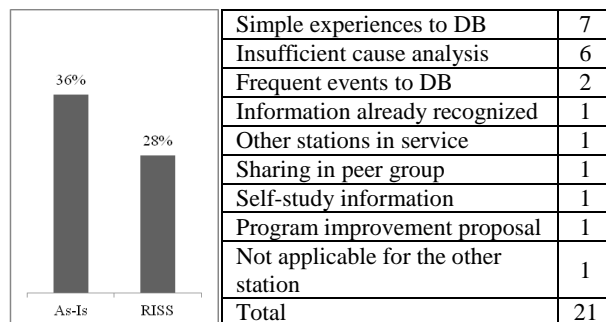 36%
28%
As-Is RISS
Simple experiences to DB 7
Insufficient cause analysis 6
Frequent events to DB 2
Information already recognized 1
Other stations in service 1
Sharing in peer group 1
Self-study information 1
Program improvement proposal 1
Not applicable for the other
station 1
Total 21